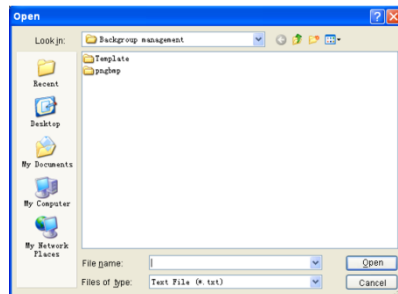 Open
Look in:
Backgroup management
Template
pngbmp
Recent
Desktop
My Documents
My Computer
My Network
Places
File name:
Open
Files of type:
Text File (*.txt)
Cancel